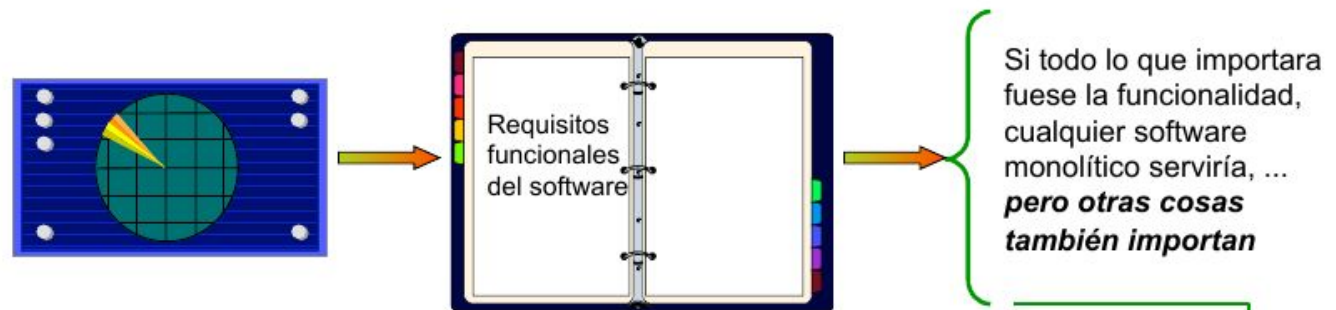 Requisitos
funcionales
del software
Si todo lo que importara
fuese la funcionalidad,
cualquier software
monolítico serviría, ...
pero otras cosas
también importan